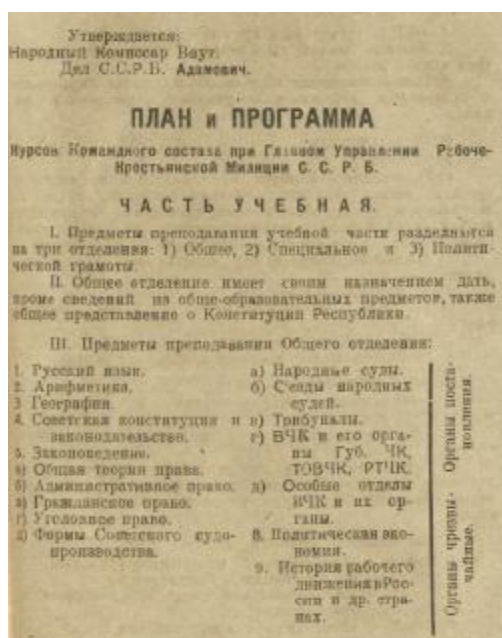 Утверждается:
Народный Комиссар Внут.
Дел С.С.Р.Б. Адамович.
ПЛАН и ПРОГРАММА
Курсов Командного состава при Главном Управлении Рабоче-
Крестьянской Милиции С. С. Р. Б.
ЧАСТЬ УЧЕБНАЯ.
I. Предметы преподавания учебной части разделяются
на три отделения: 1) Общее, 2) Специальное и 3) Полити-
ческой грамоты.
II. Общее отделение имеет своим назначением дать,
кроме сведений из обще-образовательных предметов, также
общее представление о Конституции Республики.
III. Предметы преподавания Общего отделения:
1. Русский язык.
2. Арифметика.
3 География.
4. Советская конституция и
законодательство.
5. Законоведение.
а) Общая теория права.
б) Административное право.
в) Гражданское право.
г) Уголовное право.
д) Формы Советского судо-
производства.
а) Народные суды.
б) С'езды народных
судей.
в) Трибуналы.
г) ВЧК и его орга-
ны Губ. ЧК,
ТОВЧК, РТЧК.
д) Особые отделы
ВЧК и их ор-
ганы.
8. Политическая эко-
номия.
9. История рабочего
движения в Рос-
сии и др. стра-
нах.
Органы поста-
новления.
Органы чрезвы-
чайные.